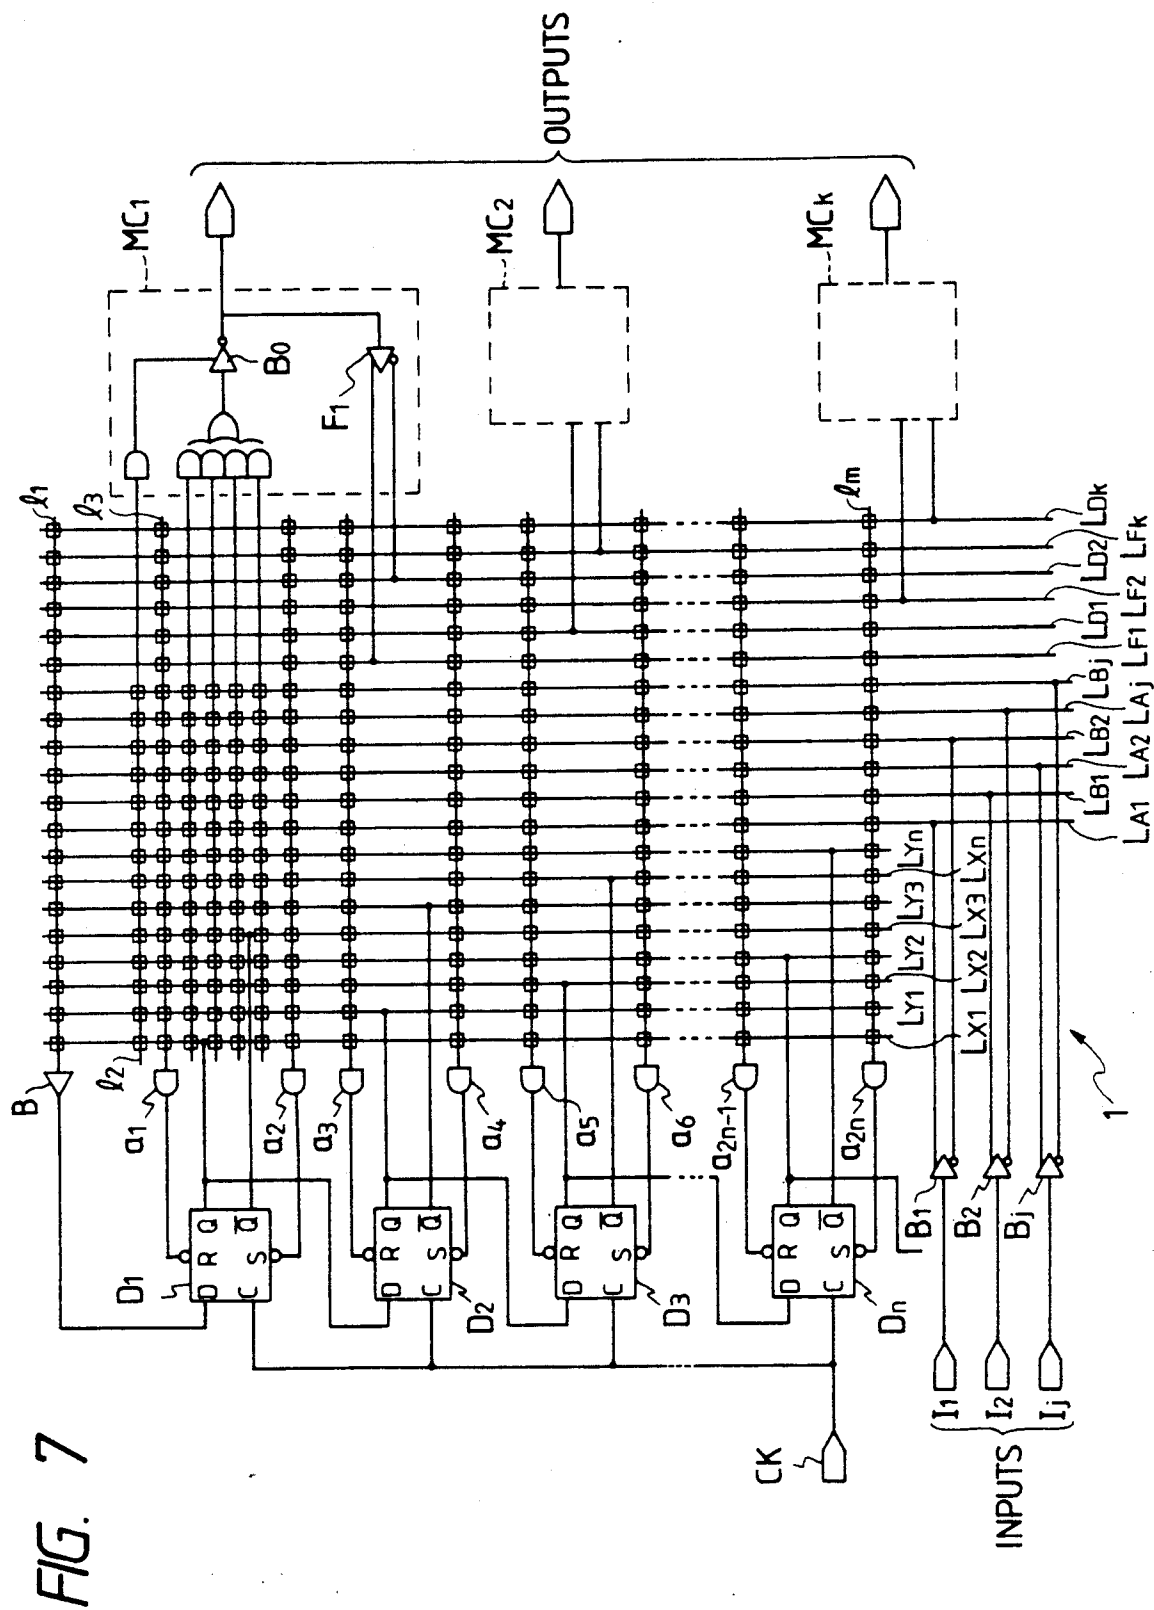 FIG. 7
OUTPUTS
MC1
MC2
MCk
B0
F1
l1
l2
l3
lm
B
a1
a2
a3
a4
a5
a6
a2n-1
a2n
D1
D R Q
C S Q̅
D2
D R Q
C S Q̅
D3
D R Q
C S Q̅
Dn
D R Q
C S Q̅
LX1 LX2 LX3 LXn
LY1 LY2 LY3 LYn
LA1 LA2 LAj LF1 LF2 LFk
LB1 LB2 LBj LD1 LD2 LDk
B1
B2
Bj
1
CK
I1
I2
Ij
INPUTS